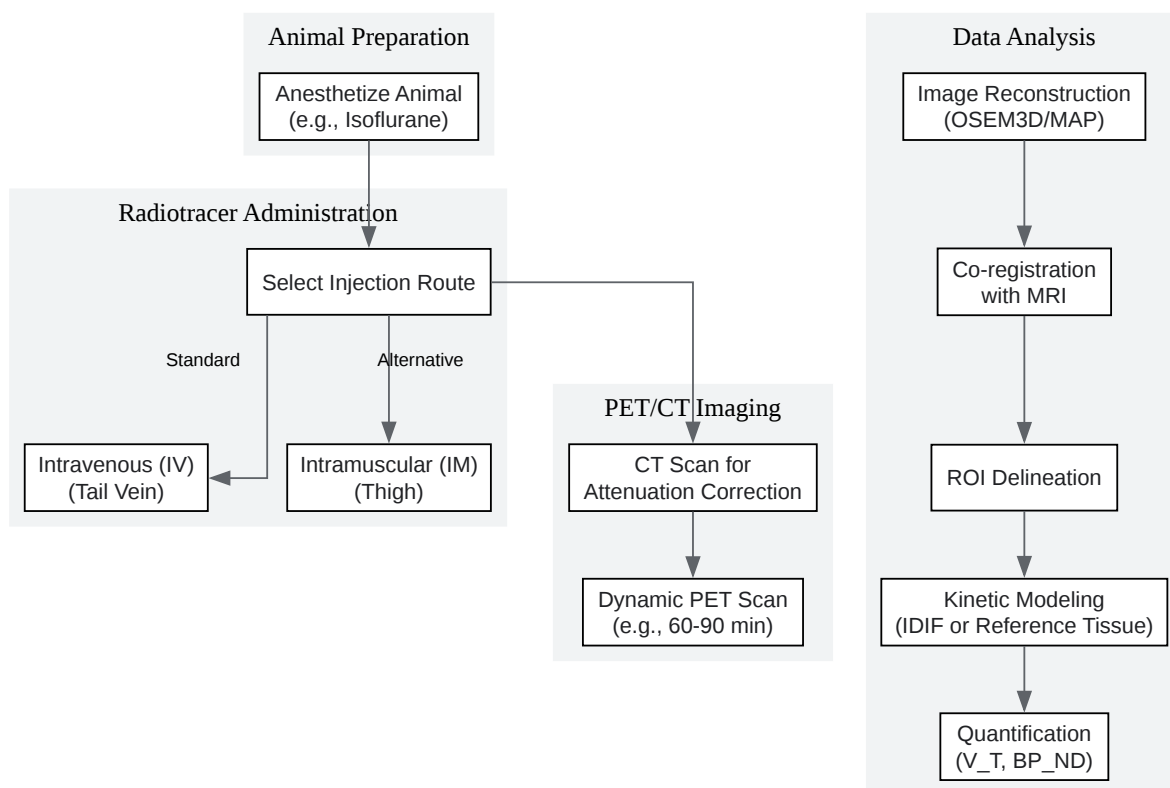 Animal Preparation
Anesthetize Animal
(e.g., Isoflurane)
Radiotracer Administration
Select Injection Route
Standard
Alternative
Intravenous (IV)
(Tail Vein)
Intramuscular (IM)
(Thigh)
PET/CT Imaging
CT Scan for
Attenuation Correction
Dynamic PET Scan
(e.g., 60-90 min)
Data Analysis
Image Reconstruction
(OSEM3D/MAP)
Co-registration
with MRI
ROI Delineation
Kinetic Modeling
(IDIF or Reference Tissue)
Quantification
(V_T, BP_ND)